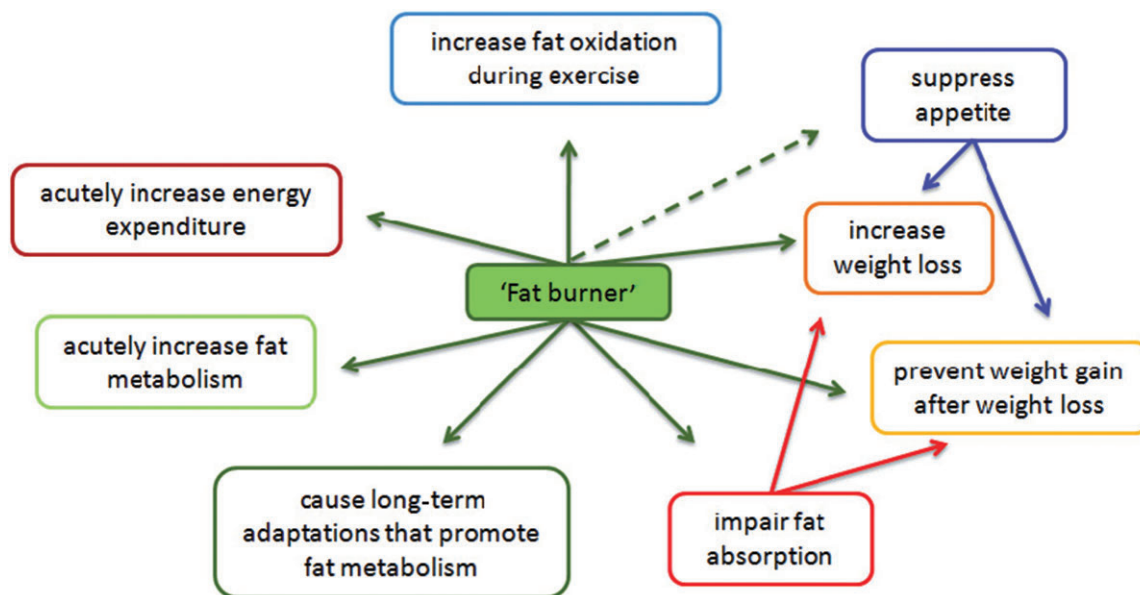 increase fat oxidation
during exercise
suppress
appetite
acutely increase energy
expenditure
increase
weight loss
‘Fat burner’
acutely increase fat
metabolism
prevent weight gain
after weight loss
cause long-term
adaptations that promote
fat metabolism
impair fat
absorption